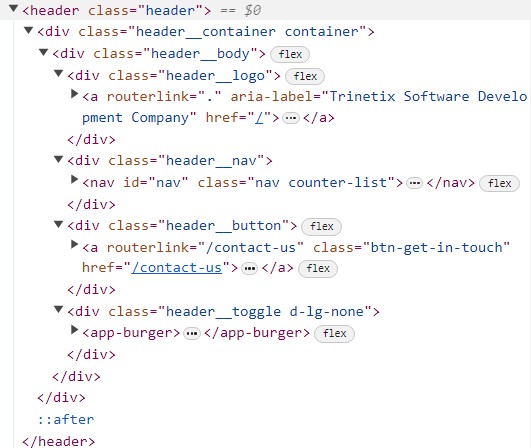 <header class="header"> == $0
<div class="header__container container">
<div class="header__body"> flex
<div class="header__logo"> flex
<a routerlink="." aria-label="Trinetix Software Develo
pment Company" href="/"> ⋯ </a>
</div>
<div class="header__nav">
<nav id="nav" class="nav counter-list"> ⋯ </nav> flex
</div>
<div class="header__button"> flex
<a routerlink="/contact-us" class="btn-get-in-touch"
href="/contact-us"> ⋯ </a> flex
</div>
<div class="header__toggle d-lg-none">
<app-burger> ⋯ </app-burger> flex
</div>
</div>
</div>
::after
</header>